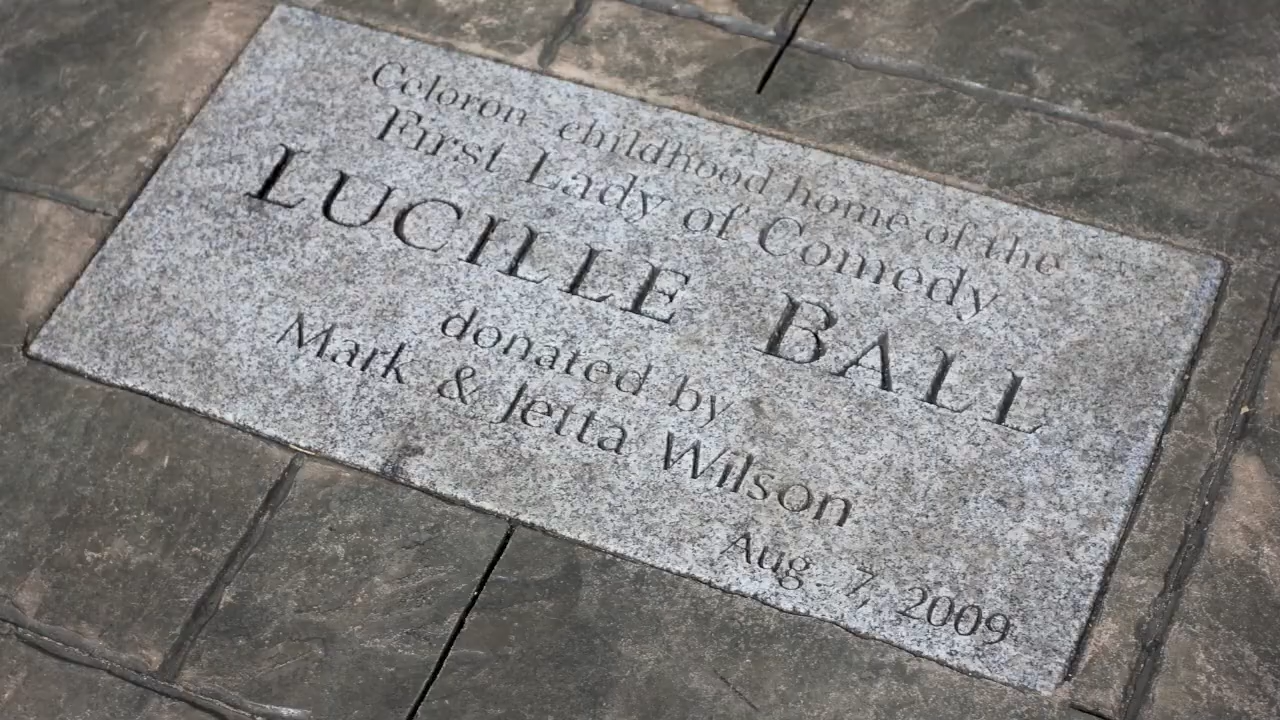 Celoron - childhood home of the
First Lady of Comedy
LUCILLE BALL
donated by
Mark & Jetta Wilson
Aug. 7, 2009